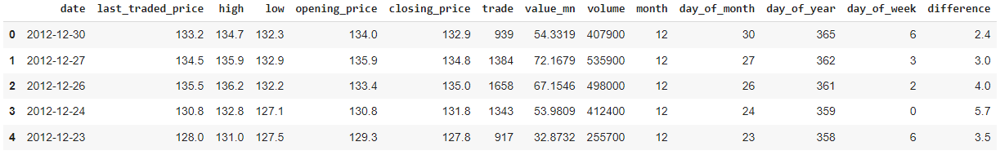 date last_traded_price high low opening_price closing_price trade value_mn volume month day_of_month day_of_year day_of_week difference
0 2012-12-30 133.2 134.7 132.3 134.0 132.9 939 54.3319 407900 12 30 365 6 2.4
1 2012-12-27 134.5 135.9 132.9 135.9 134.8 1384 72.1679 535900 12 27 362 3 3.0
2 2012-12-26 135.5 136.2 132.2 133.4 135.0 1658 67.1546 498000 12 26 361 2 4.0
3 2012-12-24 130.8 132.8 127.1 130.8 131.8 1343 53.9809 412400 12 24 359 0 5.7
4 2012-12-23 128.0 131.0 127.5 129.3 127.8 917 32.8732 255700 12 23 358 6 3.5